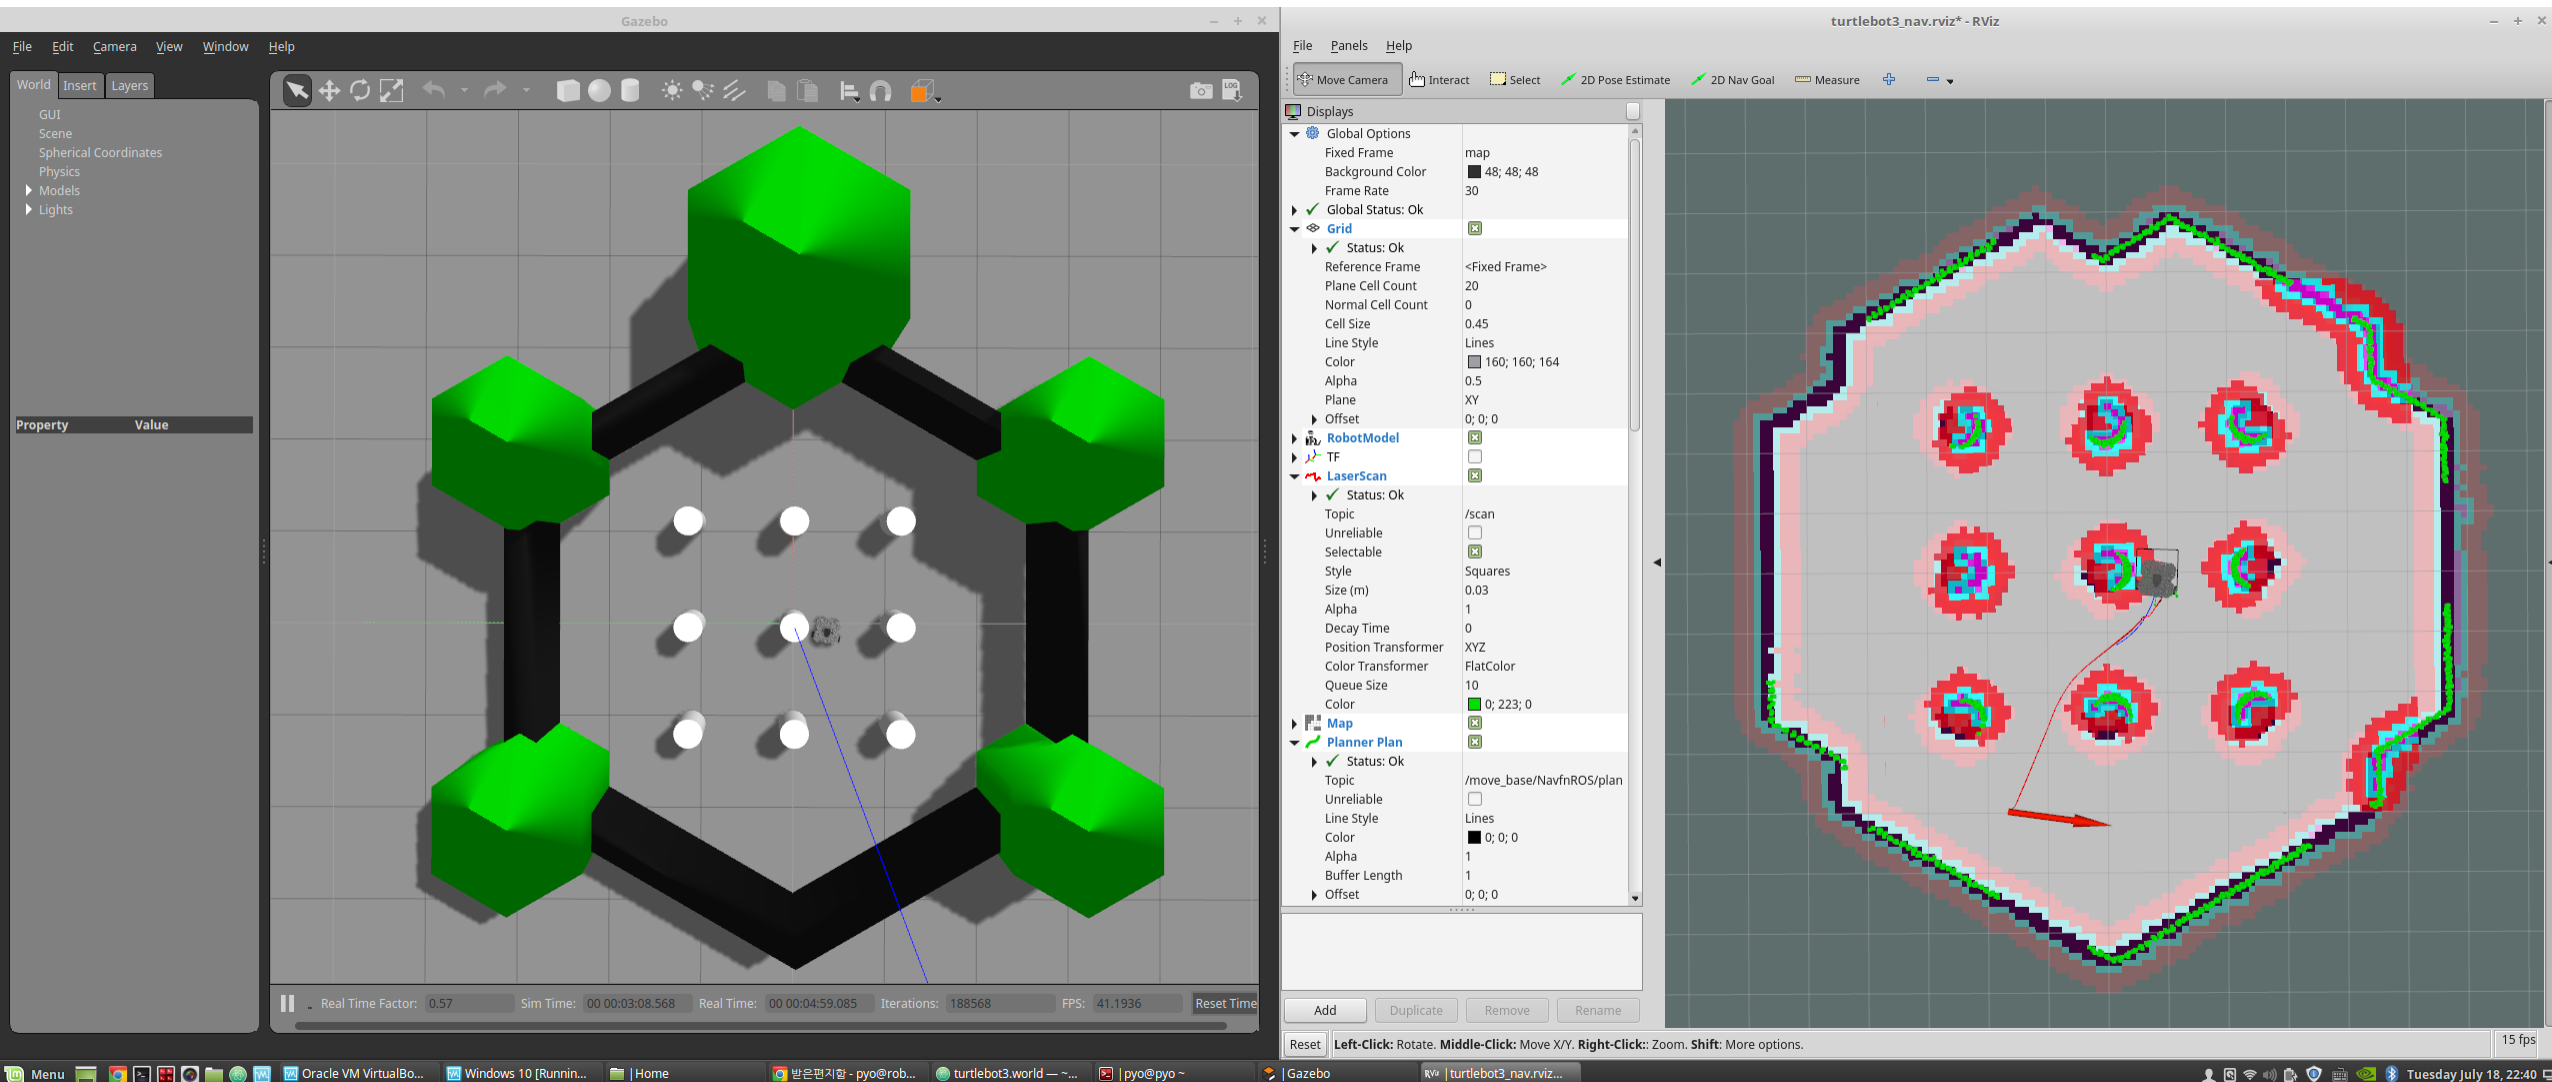 Gazebo
File Edit Camera View Window Help
World Insert Layers
GUI
Scene
Spherical Coordinates
Physics
Models
Lights
Property Value
LOG
Real Time Factor: 0.57 Sim Time: 00 00:03:08.568 Real Time: 00 00:04:59.085 Iterations: 188568 FPS: 41.1936 Reset Time
turtlebot3_nav.rviz* - RViz
File Panels Help
Move Camera Interact Select 2D Pose Estimate 2D Nav Goal Measure
Displays
Global Options
Fixed Frame map
Background Color 48; 48; 48
Frame Rate 30
Global Status: Ok
Grid
Status: Ok
Reference Frame <Fixed Frame>
Plane Cell Count 20
Normal Cell Count 0
Cell Size 0.45
Line Style Lines
Color 160; 160; 164
Alpha 0.5
Plane XY
Offset 0; 0; 0
RobotModel
TF
LaserScan
Status: Ok
Topic /scan
Unreliable
Selectable
Style Squares
Size (m) 0.03
Alpha 1
Decay Time 0
Position Transformer XYZ
Color Transformer FlatColor
Queue Size 10
Color 0; 223; 0
Map
Planner Plan
Status: Ok
Topic /move_base/NavfnROS/plan
Unreliable
Line Style Lines
Color 0; 0; 0
Alpha 1
Buffer Length 1
Offset 0; 0; 0
Add Duplicate Remove Rename
Reset Left-Click: Rotate. Middle-Click: Move X/Y. Right-Click:: Zoom. Shift: More options. 15 fps
Menu Oracle VM VirtualBo... Windows 10 [Runnin... Home 받은편지함 - pyo@rob... turtlebot3.world — ~... pyo@pyo ~ Gazebo RViz turtlebot3_nav.rviz... Tuesday July 18, 22:40